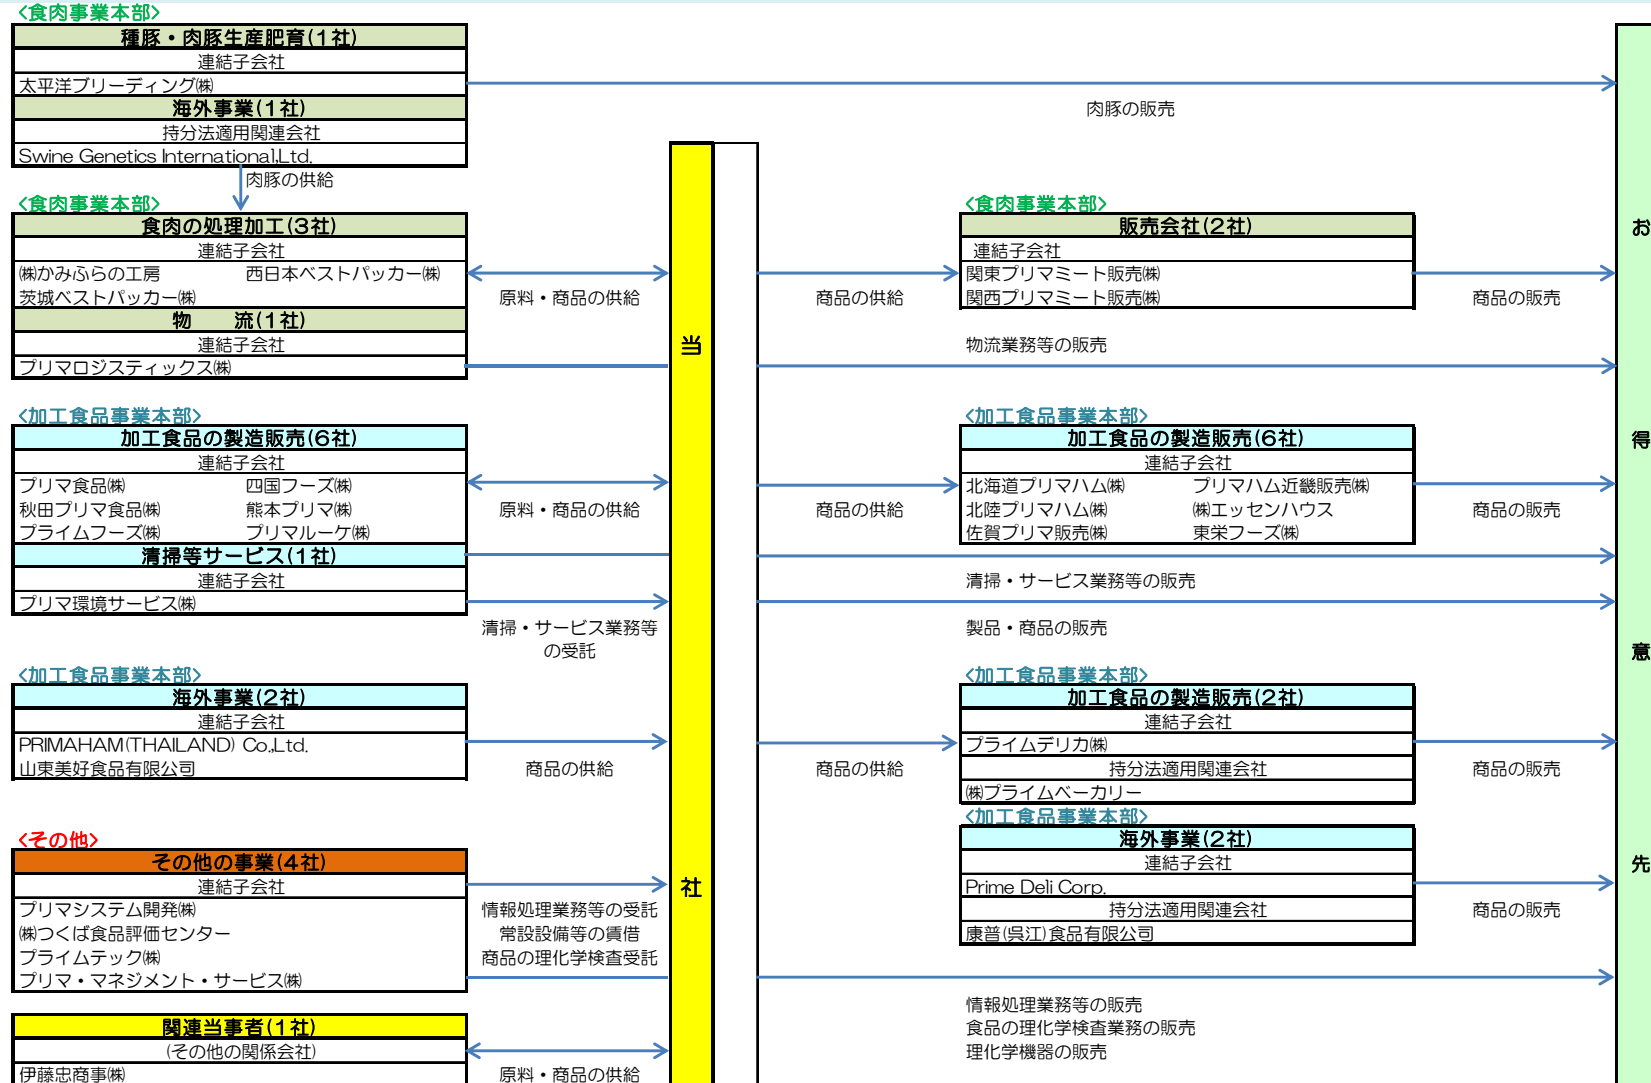 <食肉事業本部>
種豚・肉豚生産肥育(1社)
連結子会社
太平洋ブリーディング㈱
海外事業(1社)
持分法適用関連会社
Swine Genetics International,Ltd.
肉豚の販売
肉豚の供給
<食肉事業本部>
食肉の処理加工(3社)
連結子会社
㈱かみふらの工房 西日本ベストパッカー㈱
茨城ベストパッカー㈱
原料・商品の供給
物 流(1社)
連結子会社
プリマロジスティックス㈱
<食肉事業本部>
販売会社(2社)
連結子会社
関東プリマミート販売㈱
関西プリマミート販売㈱
商品の供給
商品の販売
物流業務等の販売
<加工食品事業本部>
加工食品の製造販売(6社)
連結子会社
プリマ食品㈱ 四国フーズ㈱
秋田プリマ食品㈱ 熊本プリマ㈱
プライムフーズ㈱ プリマルーケ㈱
原料・商品の供給
清掃等サービス(1社)
連結子会社
プリマ環境サービス㈱
清掃・サービス業務等
の受託
<加工食品事業本部>
加工食品の製造販売(6社)
連結子会社
北海道プリマハム㈱ プリマハム近畿販売㈱
北陸プリマハム㈱ ㈱エッセンハウス
佐賀プリマ販売㈱ 東栄フーズ㈱
商品の供給
商品の販売
清掃・サービス業務等の販売
製品・商品の販売
<加工食品事業本部>
海外事業(2社)
連結子会社
PRIMAHAM(THAILAND) Co.,Ltd.
山東美好食品有限公司
商品の供給
<加工食品事業本部>
加工食品の製造販売(2社)
連結子会社
プライムデリカ㈱
持分法適用関連会社
㈱プライムベーカリー
商品の供給
商品の販売
<加工食品事業本部>
海外事業(2社)
連結子会社
Prime Deli Corp.
持分法適用関連会社
康普(呉江)食品有限公司
商品の販売
<その他>
その他の事業(4社)
連結子会社
プリマシステム開発㈱
㈱つくば食品評価センター
プライムテック㈱
プリマ・マネジメント・サービス㈱
情報処理業務等の受託
常設設備等の賃借
商品の理化学検査受託
情報処理業務等の販売
食品の理化学検査業務の販売
理化学機器の販売
関連当事者(1社)
(その他の関係会社)
伊藤忠商事㈱
原料・商品の供給
当
社
お
得
意
先